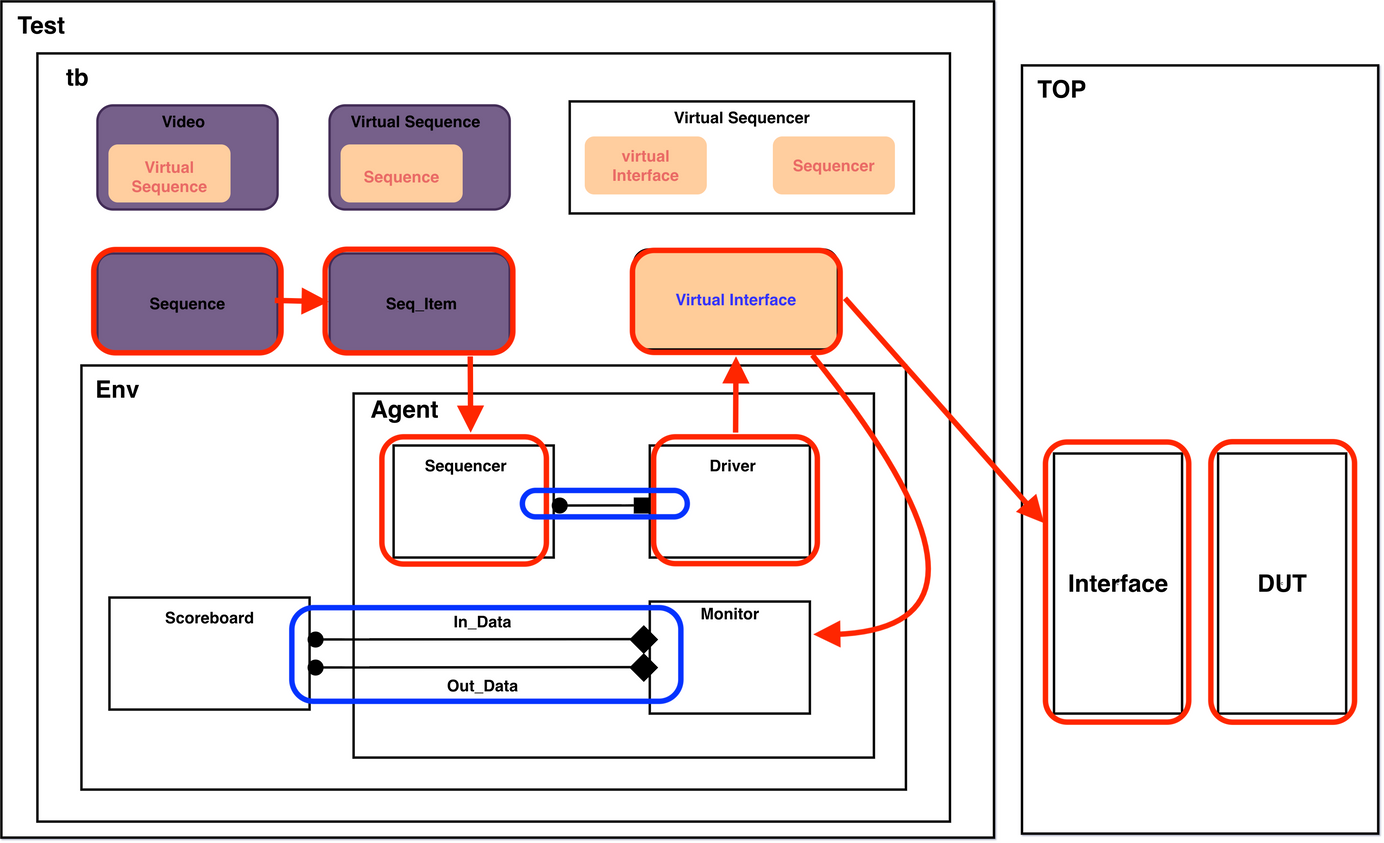 Test
TOP
tb
Video
Virtual
Sequence
Virtual Sequence
Sequence
Virtual Sequencer
virtual
Interface
Sequencer
Sequence
Seq_Item
Virtual Interface
Env
Agent
Sequencer
Driver
Interface
DUT
Scoreboard
In_Data
Out_Data
Monitor